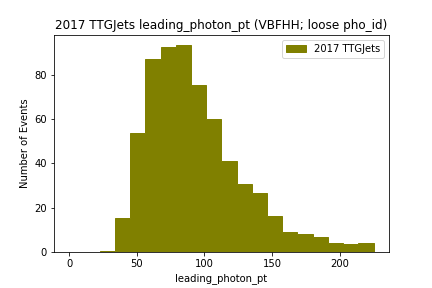 2017 TTGJets leading_photon_pt (VBFHH; loose pho_id)
2017 TTGJets
Number of Events
80
60
40
20
0
0 50 100 150 200
leading_photon_pt